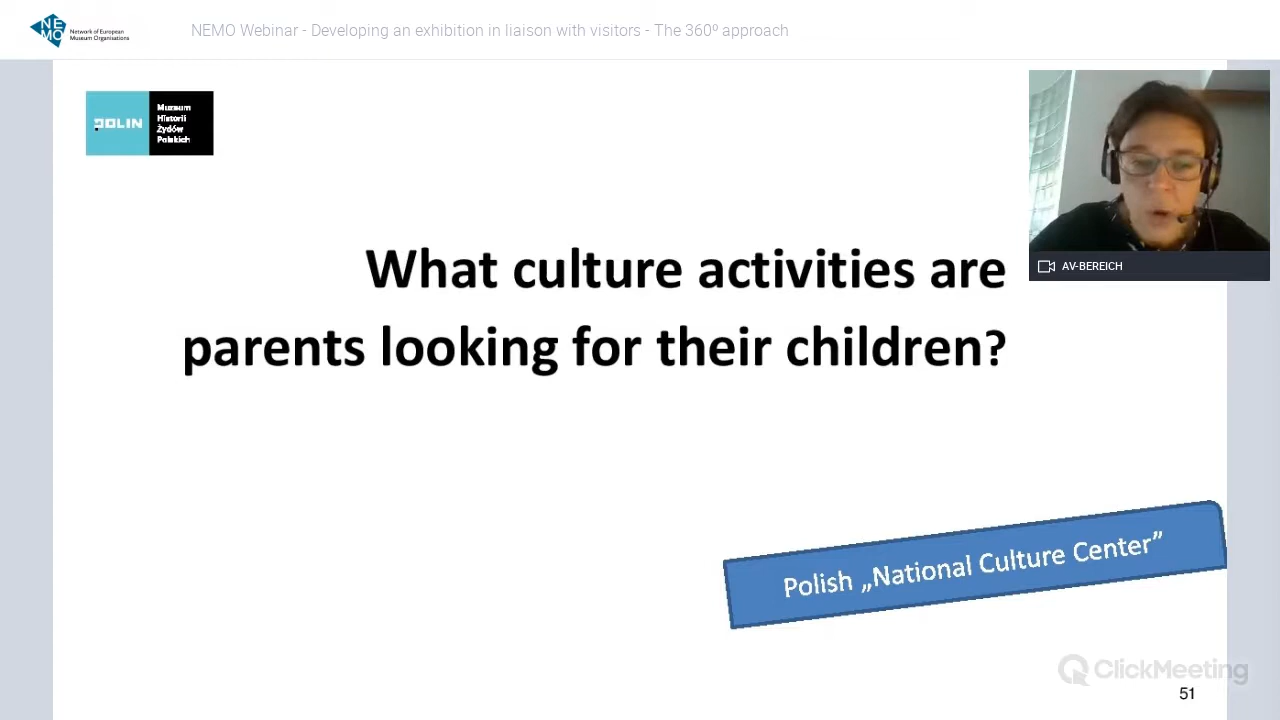 NEMO
Network of European
Museum Organisations
NEMO Webinar - Developing an exhibition in liaison with visitors - The 360º approach
POLIN
Muzeum
Historii
Żydów
Polskich
AV-BEREICH
What culture activities are
parents looking for their children?
Polish „National Culture Center”
ClickMeeting
51